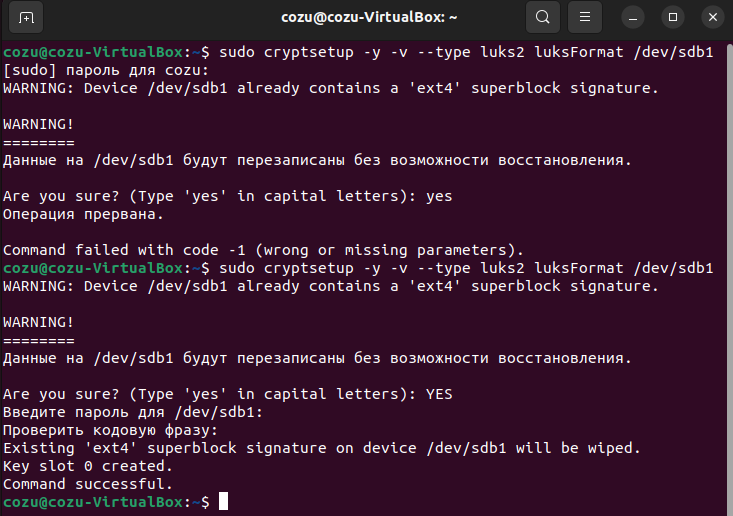 cozu@cozu-VirtualBox: ~
cozu@cozu-VirtualBox:~$ sudo cryptsetup -y -v --type luks2 luksFormat /dev/sdb1
[sudo] пароль для cozu:
WARNING: Device /dev/sdb1 already contains a 'ext4' superblock signature.
WARNING!
========
Данные на /dev/sdb1 будут перезаписаны без возможности восстановления.
Are you sure? (Type 'yes' in capital letters): yes
Операция прервана.
Command failed with code -1 (wrong or missing parameters).
cozu@cozu-VirtualBox:~$ sudo cryptsetup -y -v --type luks2 luksFormat /dev/sdb1
WARNING: Device /dev/sdb1 already contains a 'ext4' superblock signature.
WARNING!
========
Данные на /dev/sdb1 будут перезаписаны без возможности восстановления.
Are you sure? (Type 'yes' in capital letters): YES
Введите пароль для /dev/sdb1:
Проверить кодовую фразу:
Existing 'ext4' superblock signature on device /dev/sdb1 will be wiped.
Key slot 0 created.
Command successful.
cozu@cozu-VirtualBox:~$